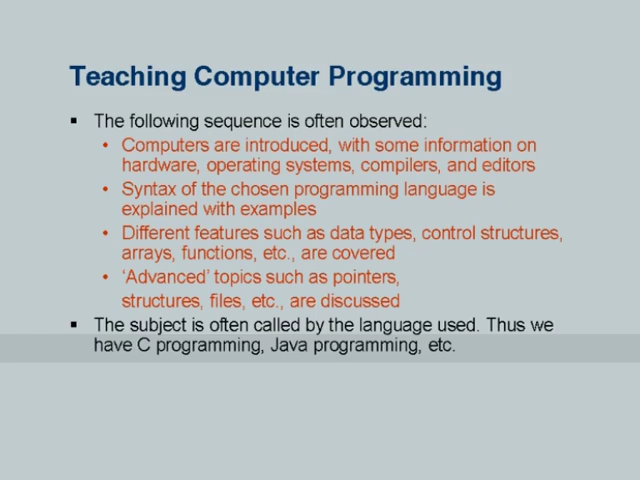 Teaching Computer Programming
▪ The following sequence is often observed:
• Computers are introduced, with some information on
hardware, operating systems, compilers, and editors
• Syntax of the chosen programming language is
explained with examples
• Different features such as data types, control structures,
arrays, functions, etc., are covered
• ‘Advanced’ topics such as pointers,
structures, files, etc., are discussed
▪ The subject is often called by the language used. Thus we
have C programming, Java programming, etc.